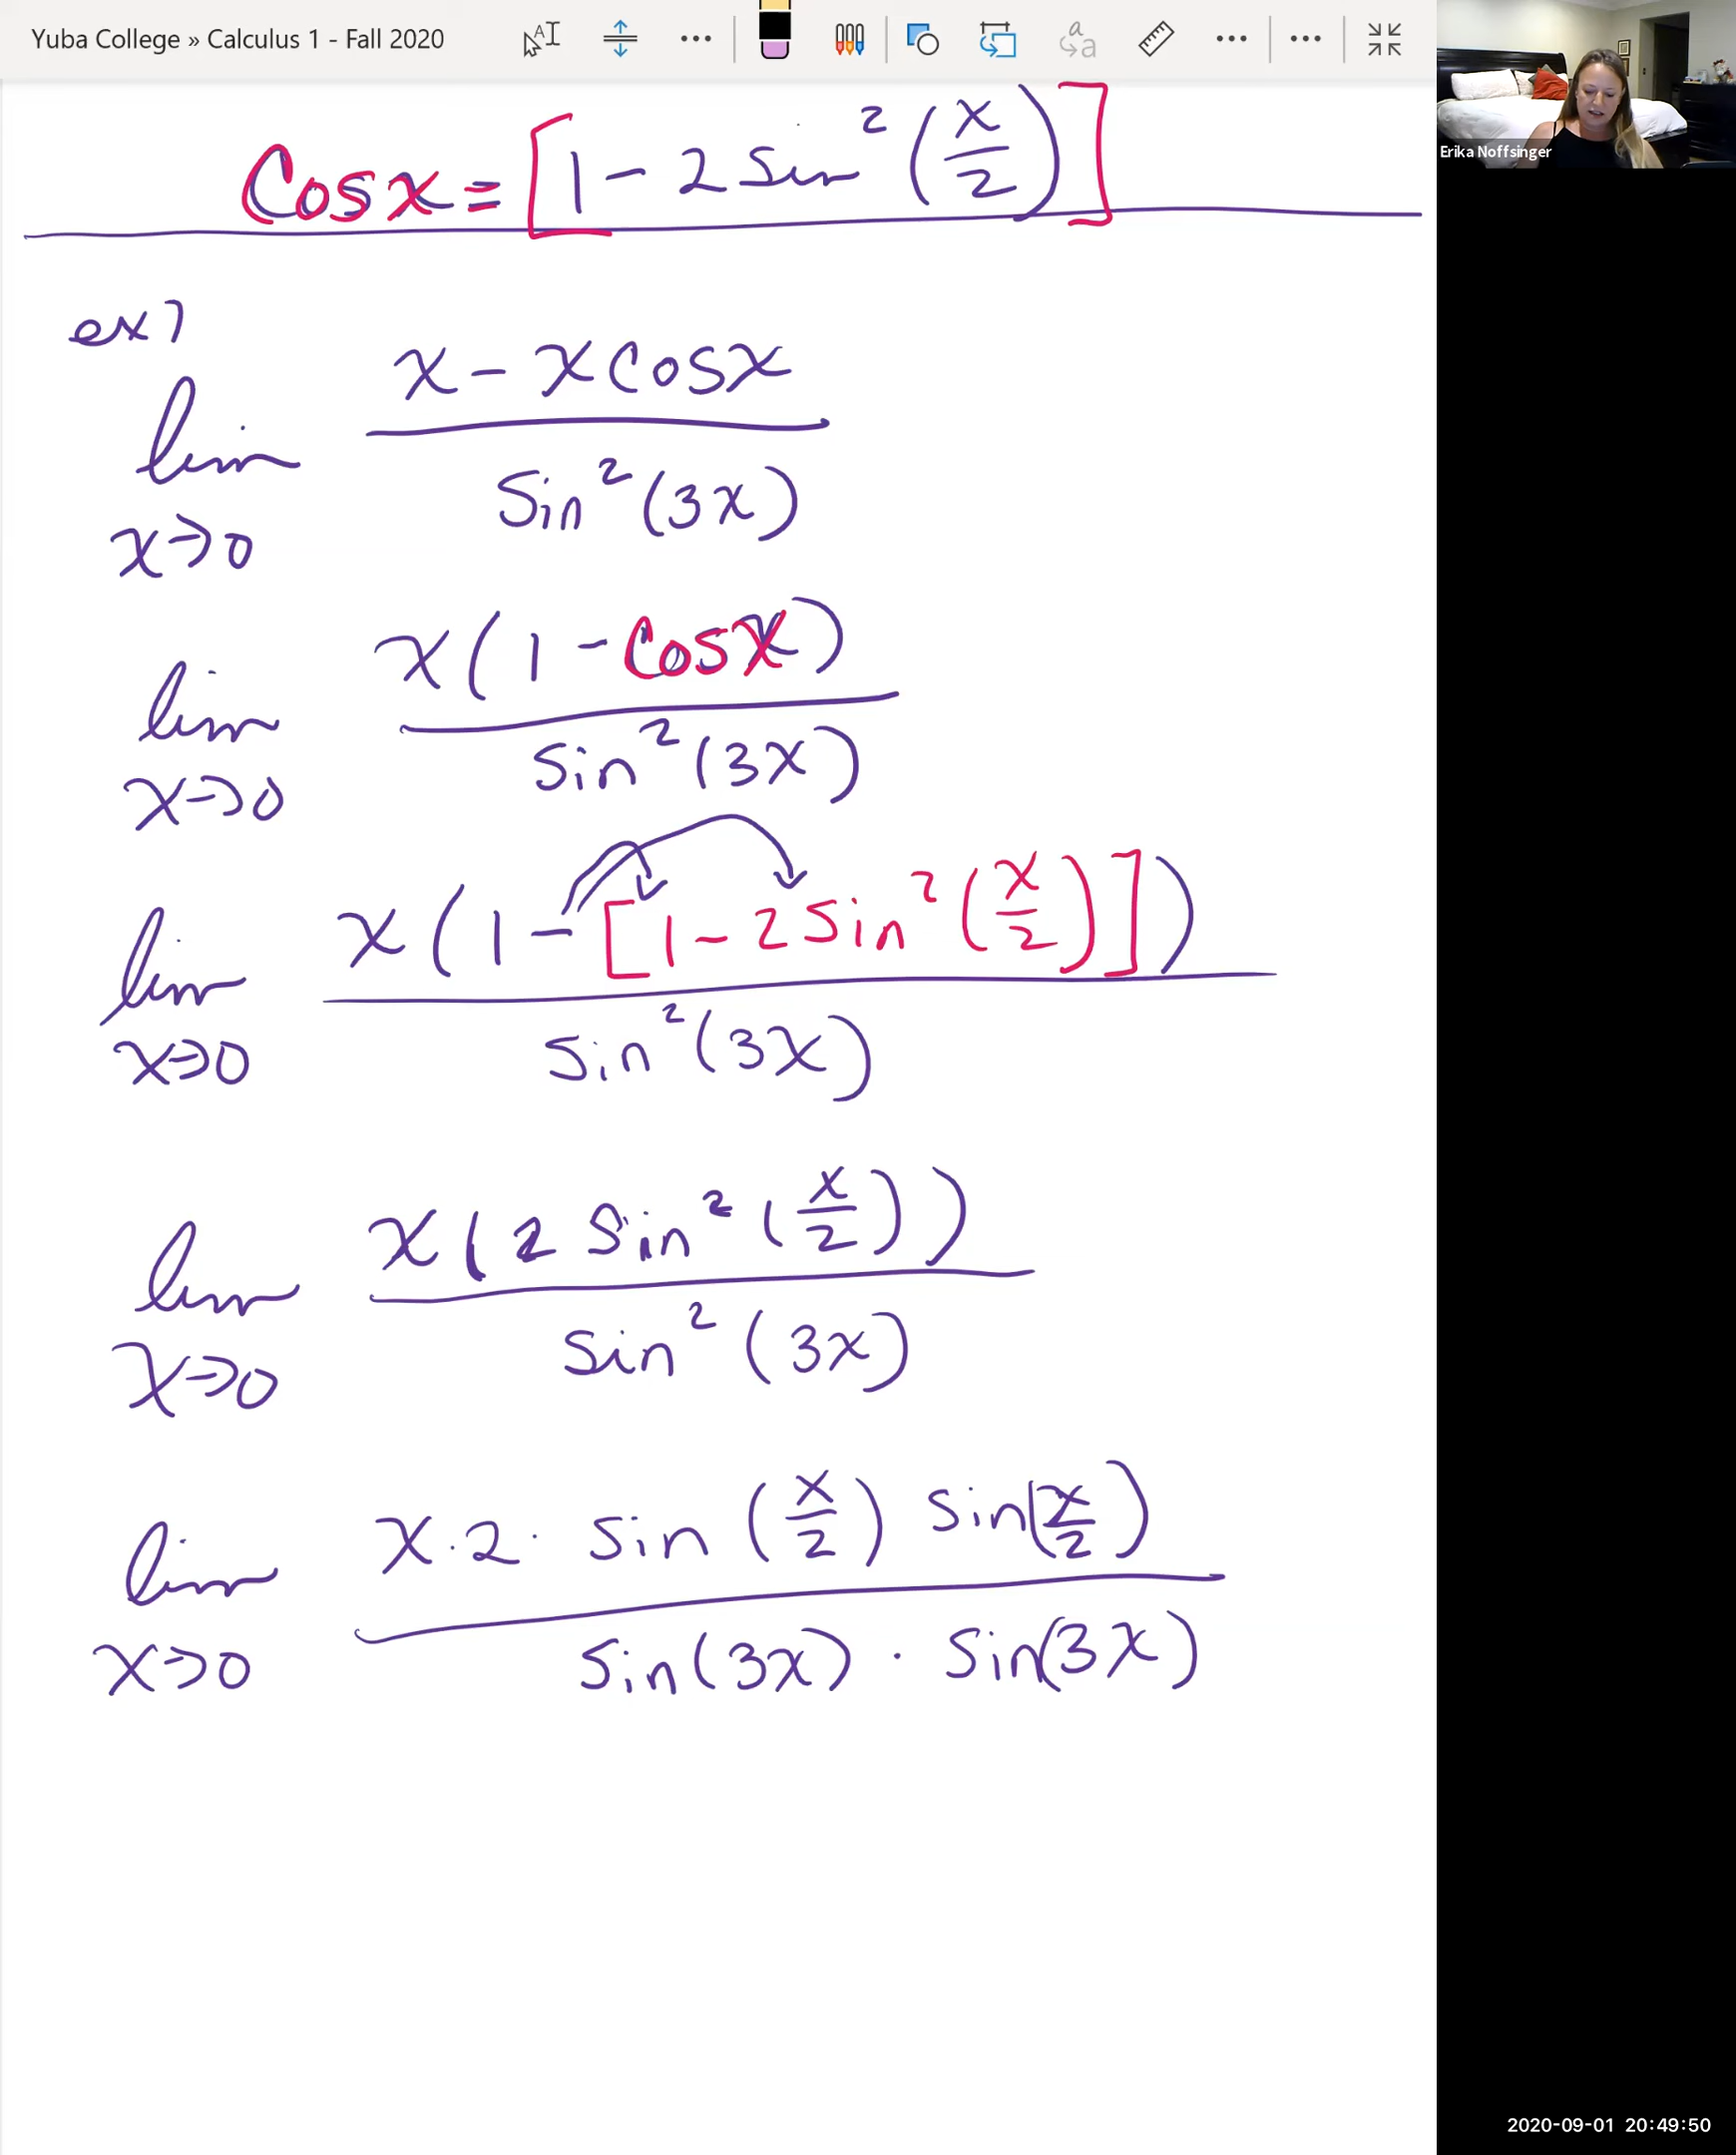 Yuba College » Calculus 1 - Fall 2020
Erika Noffsinger
Cos x = [1 - 2 Sin² (x/2)]
ex)
lim x→0 (x - x Cos x) / (Sin² (3x))
lim x→0 (x(1 - Cos x)) / (Sin² (3x))
lim x→0 (x(1 - [1 - 2 Sin² (x/2)])) / (Sin² (3x))
lim x→0 (x(2 Sin² (x/2))) / (Sin² (3x))
lim x→0 (x · 2 · Sin (x/2) Sin(x/2)) / (Sin(3x) · Sin(3x))
2020-09-01 20:49:50